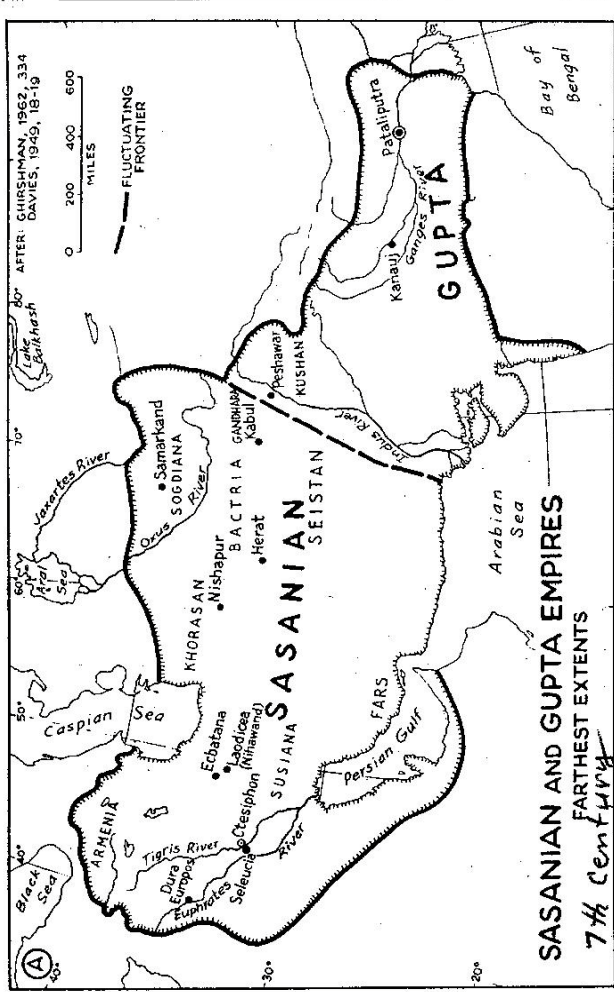 A
AFTER: GHIRSHMAN, 1962, 334
DAVIES, 1949, 18-19
0 200 400 600
MILES
FLUCTUATING
FRONTIER
40°
50°
60°
70°
80°
40°
30°
20°
Black
Sea
Caspian
Sea
Aral
Sea
Lake
Balkhash
Jaxartes River
Oxus River
Samarkand
SOGDIANA
ARMENIA
KHORASAN
Nishapur
BACTRIA
GANDHARA
Kabul
Peshawar
KUSHAN
Herat
SEISTAN
SASANIAN
Ecbatana
Laodicea
(Nihawand)
Tigris River
Ctesiphon
Dura
Europos
Euphrates
River
Seleucia
SUSIANA
FARS
Persian Gulf
Indus River
Arabian
Sea
GUPTA
Kanauj
Ganges River
Pataliputra
Bay of
Bengal
SASANIAN AND GUPTA EMPIRES
FARTHEST EXTENTS
7th Century